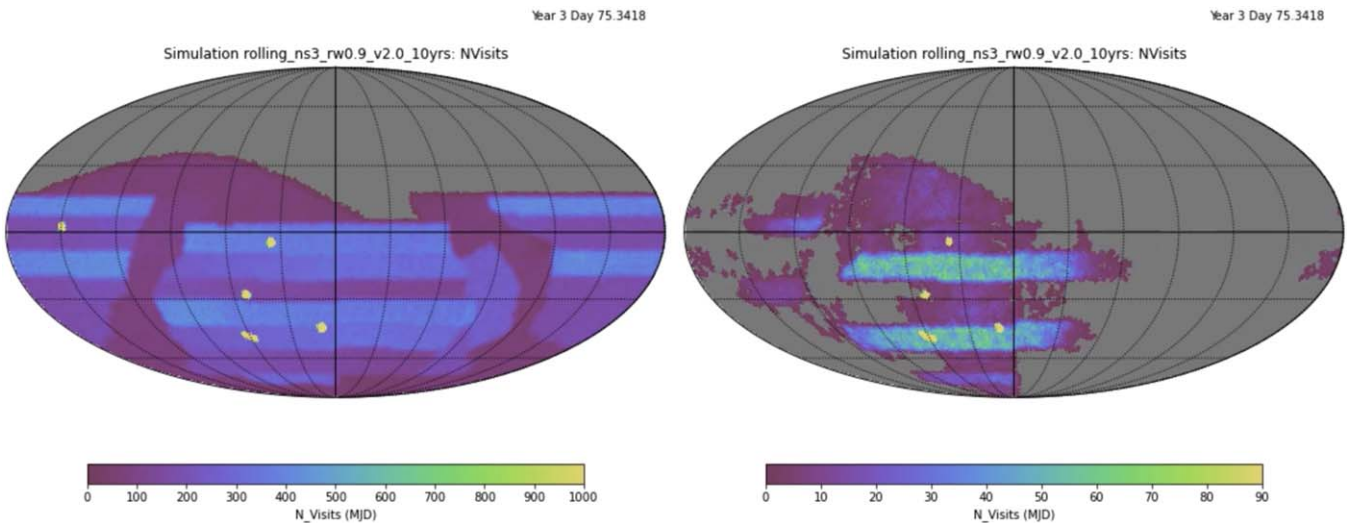 Year 3 Day 75.3418
Simulation rolling_ns3_rw0.9_v2.0_10yrs: NVisits
0 100 200 300 400 500 600 700 800 900 1000
N_Visits (MJD)
Year 3 Day 75.3418
Simulation rolling_ns3_rw0.9_v2.0_10yrs: NVisits
0 10 20 30 40 50 60 70 80 90
N_Visits (MJD)